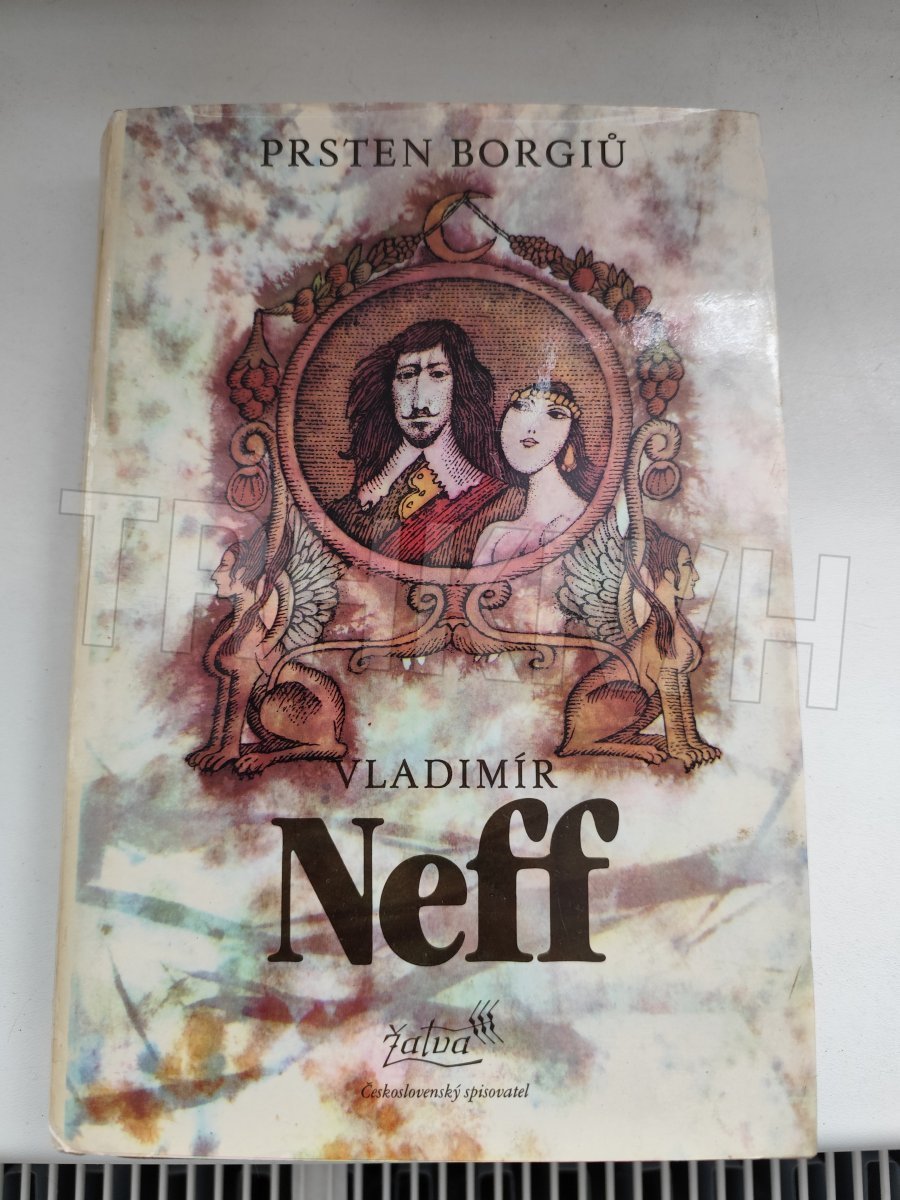 PRSTEN BORGIŮ
VLADIMÍR
Neff
Žatva
Československý spisovatel